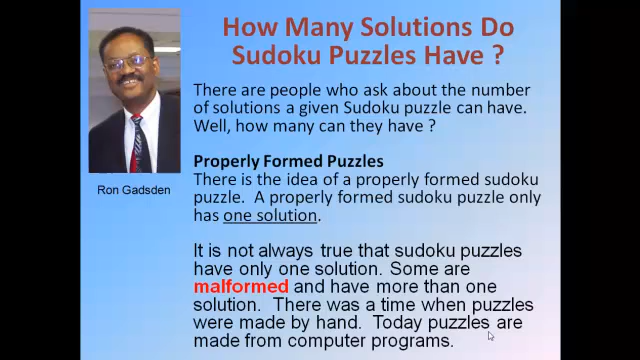 How Many Solutions Do
Sudoku Puzzles Have ?
There are people who ask about the number
of solutions a given Sudoku puzzle can have.
Well, how many can they have ?
Properly Formed Puzzles
There is the idea of a properly formed sudoku
puzzle. A properly formed sudoku puzzle only
has one solution.
Ron Gadsden
It is not always true that sudoku puzzles
have only one solution. Some are
malformed and have more than one
solution. There was a time when puzzles
were made by hand. Today puzzles are
made from computer programs.